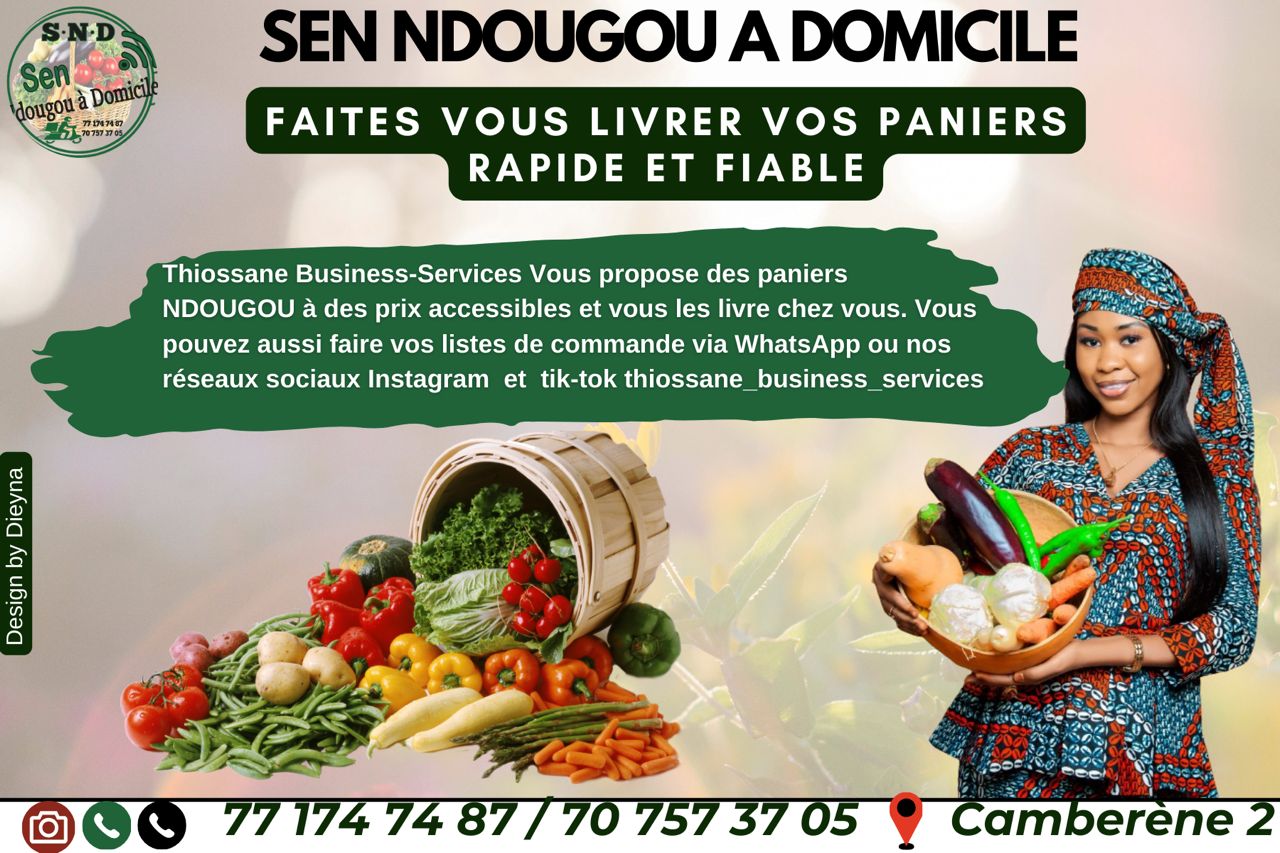 S·N·D
Sen
dougou à Domicile
77 174 74 87
70 757 37 05
SEN NDOUGOU A DOMICILE
FAITES VOUS LIVRER VOS PANIERS
RAPIDE ET FIABLE
Thiossane Business-Services Vous propose des paniers
NDOUGOU à des prix accessibles et vous les livre chez vous. Vous
pouvez aussi faire vos listes de commande via WhatsApp ou nos
réseaux sociaux Instagram et tik-tok thiossane_business_services
Design by Dieyna
77 174 74 87 / 70 757 37 05
Camberène 2